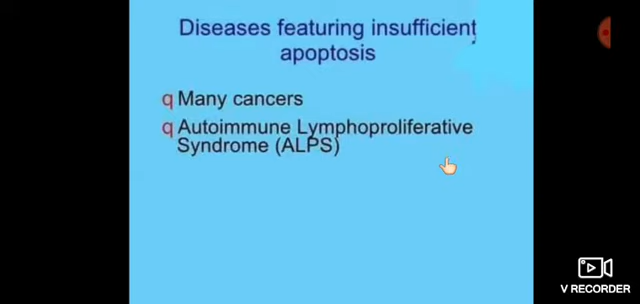 Diseases featuring insufficient
apoptosis
q Many cancers
q Autoimmune Lymphoproliferative
Syndrome (ALPS)
V RECORDER